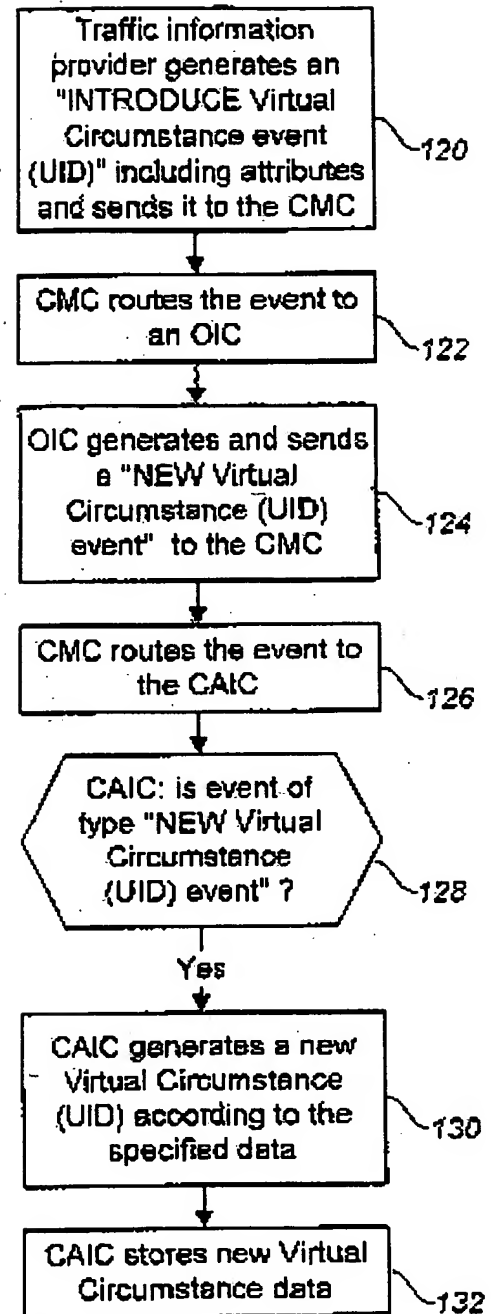 Traffic information
provider generates an
"INTRODUCE Virtual
Circumstance event
(UID)" including attributes
and sends it to the CMC
120
CMC routes the event to
an OIC
122
OIC generates and sends
a "NEW Virtual
Circumstance (UID)
event" to the CMC
124
CMC routes the event to
the CAIC
126
CAIC: is event of
type "NEW Virtual
Circumstance
(UID) event" ?
128
Yes
CAIC generates a new
Virtual Circumstance
(UID) according to the
specified data
130
CAIC stores new Virtual
Circumstance data
132